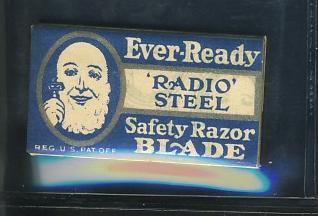 Ever-Ready
'RADIO'
STEEL
Safety Razor
BLADE
REG. U.S. PAT. OFF.